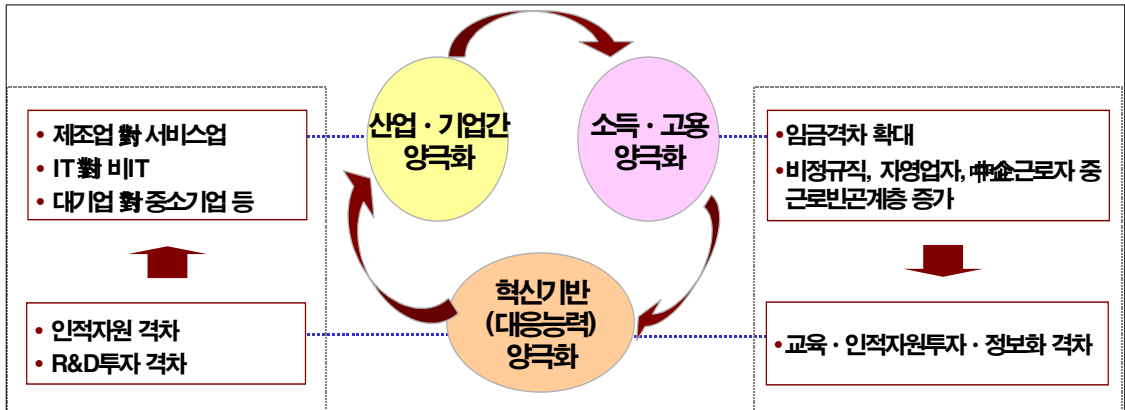 산업 · 기업간
양극화
소득 · 고용
양극화
• 제조업 對 서비스업
• IT 對 비IT
• 대기업 對 중소기업 등
• 임금격차 확대
• 비정규직, 자영업자, 中企근로자 중
근로빈곤계층 증가
혁신기반
(대응능력)
양극화
• 인적자원 격차
• R&D투자 격차
• 교육 · 인적자원투자 · 정보화 격차